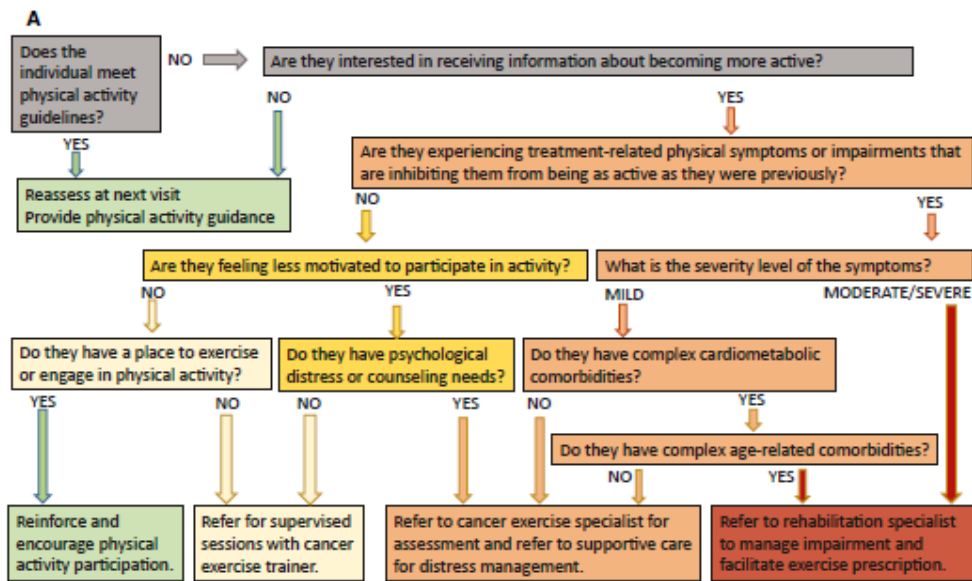 A
Does the
individual meet
physical activity
guidelines?
NO
Are they interested in receiving information about becoming more active?
NO
YES
YES
Are they experiencing treatment-related physical symptoms or impairments that
are inhibiting them from being as active as they were previously?
Reassess at next visit
Provide physical activity guidance
NO
YES
Are they feeling less motivated to participate in activity?
What is the severity level of the symptoms?
NO
YES
MILD
MODERATE/SEVERE
Do they have a place to exercise
or engage in physical activity?
Do they have psychological
distress or counseling needs?
Do they have complex cardiometabolic
comorbidities?
YES
NO
NO
YES
NO
YES
Do they have complex age-related comorbidities?
NO
YES
Reinforce and
encourage physical
activity participation.
Refer for supervised
sessions with cancer
exercise trainer.
Refer to cancer exercise specialist for
assessment and refer to supportive care
for distress management.
Refer to rehabilitation specialist
to manage impairment and
facilitate exercise prescription.